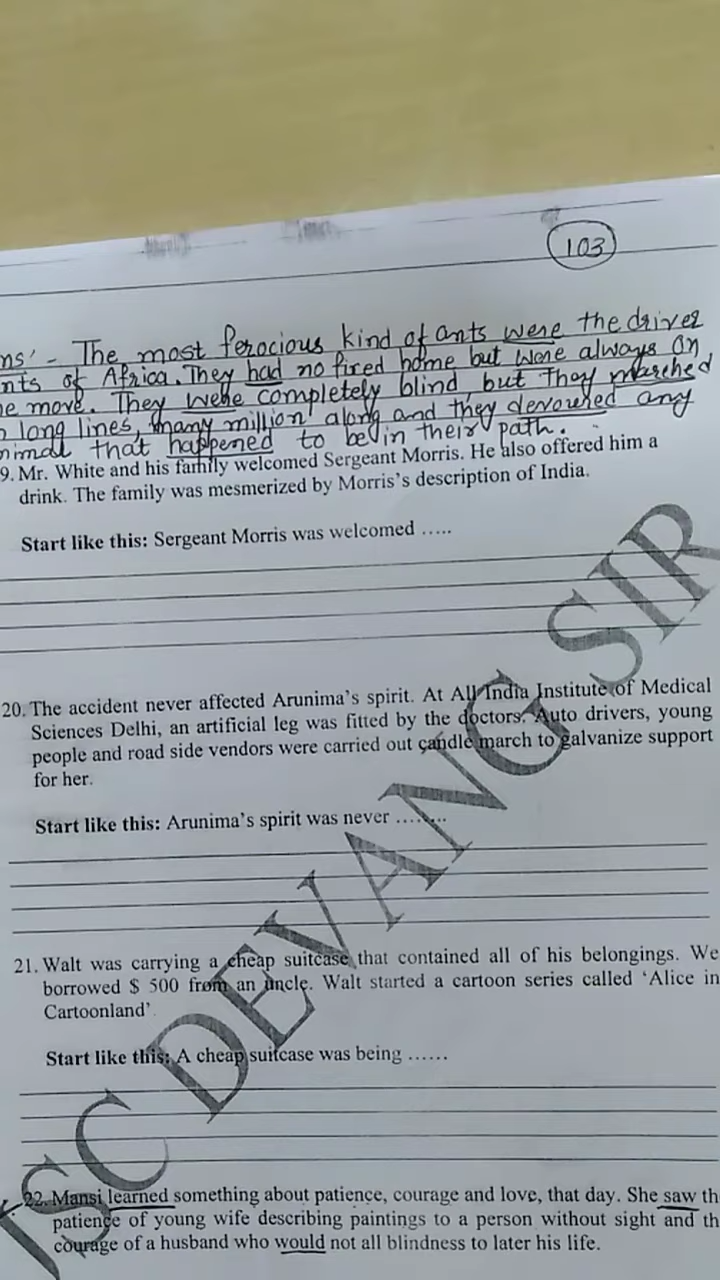 103
ns' - The most ferocious kind of ants were the driver
nts of Africa. They had no fixed home but were always on
e move. They were completely blind, but They marched
long lines, many million along and they devoured any
nimal that happened to be in their path.
9. Mr. White and his family welcomed Sergeant Morris. He also offered him a
drink. The family was mesmerized by Morris's description of India.
Start like this: Sergeant Morris was welcomed .....
20. The accident never affected Arunima's spirit. At All India Institute of Medical
Sciences Delhi, an artificial leg was fitted by the doctors. Auto drivers, young
people and road side vendors were carried out candle march to galvanize support
for her.
Start like this: Arunima's spirit was never ........
21. Walt was carrying a cheap suitcase that contained all of his belongings. We
borrowed $ 500 from an uncle. Walt started a cartoon series called 'Alice in
Cartoonland'
Start like this: A cheap suitcase was being ......
22. Mansi learned something about patience, courage and love, that day. She saw th
patience of young wife describing paintings to a person without sight and th
courage of a husband who would not all blindness to later his life.
JSC DEVANG SIR